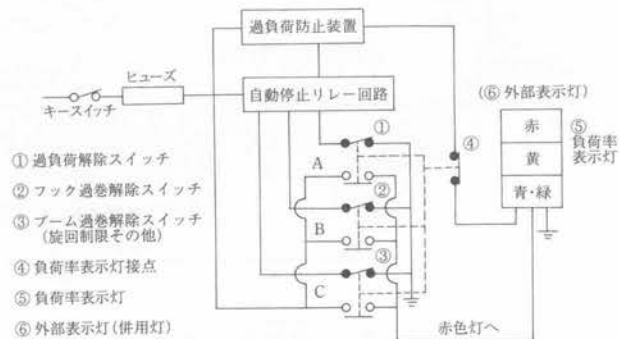 過負荷防止装置
ヒューズ
キースイッチ
自動停止リレー回路
(⑥外部表示灯)
赤
黄
青・緑
⑤
負荷率
表示灯
①
A
④
②
B
③
C
赤色灯へ
①過負荷解除スイッチ
②フック過巻解除スイッチ
③ブーム過巻解除スイッチ
(旋回制限その他)
④負荷率表示灯接点
⑤負荷率表示灯
⑥外部表示灯(併用灯)